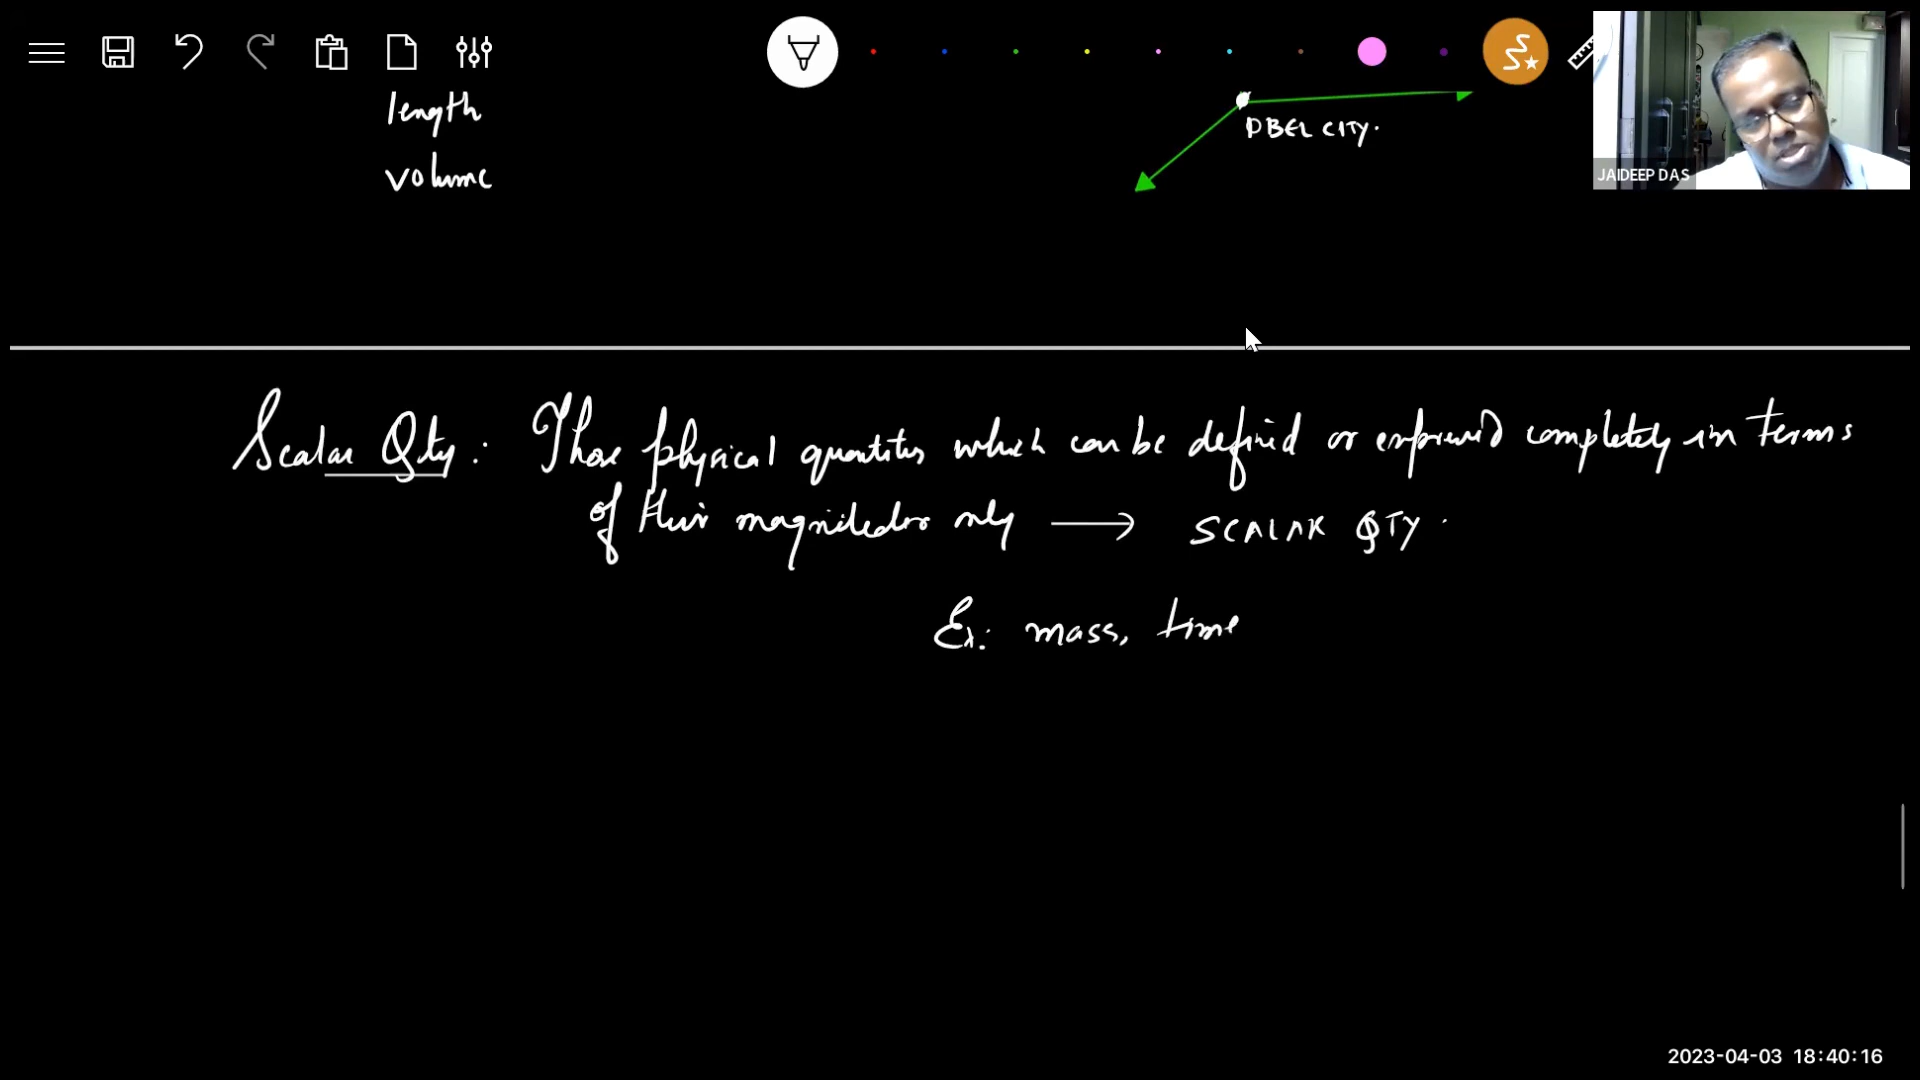 length
DBEL CITY.
volume
JAIDEEP DAS
Scalar Qty: Those physical quantities which can be defined or expressed completely in terms
of their magnitudes only → SCALAR QTY.
Ex: mass, time
2023-04-03 18:40:16